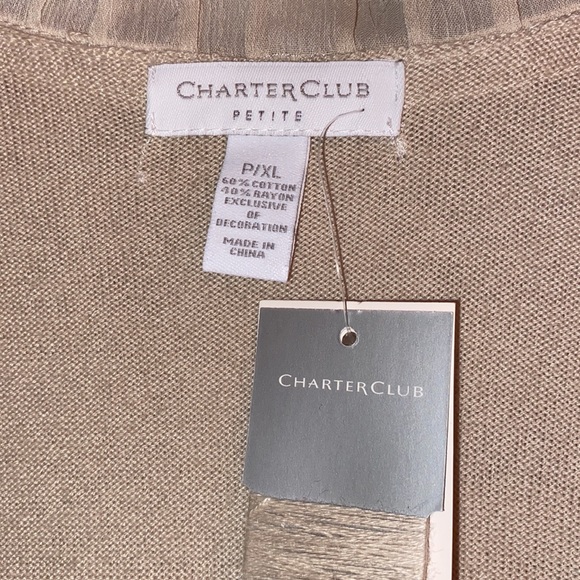 CHARTER CLUB
PETITE
P/XL
60% COTTON
40% RAYON
EXCLUSIVE
OF
DECORATION
MADE IN
CHINA
CHARTER CLUB